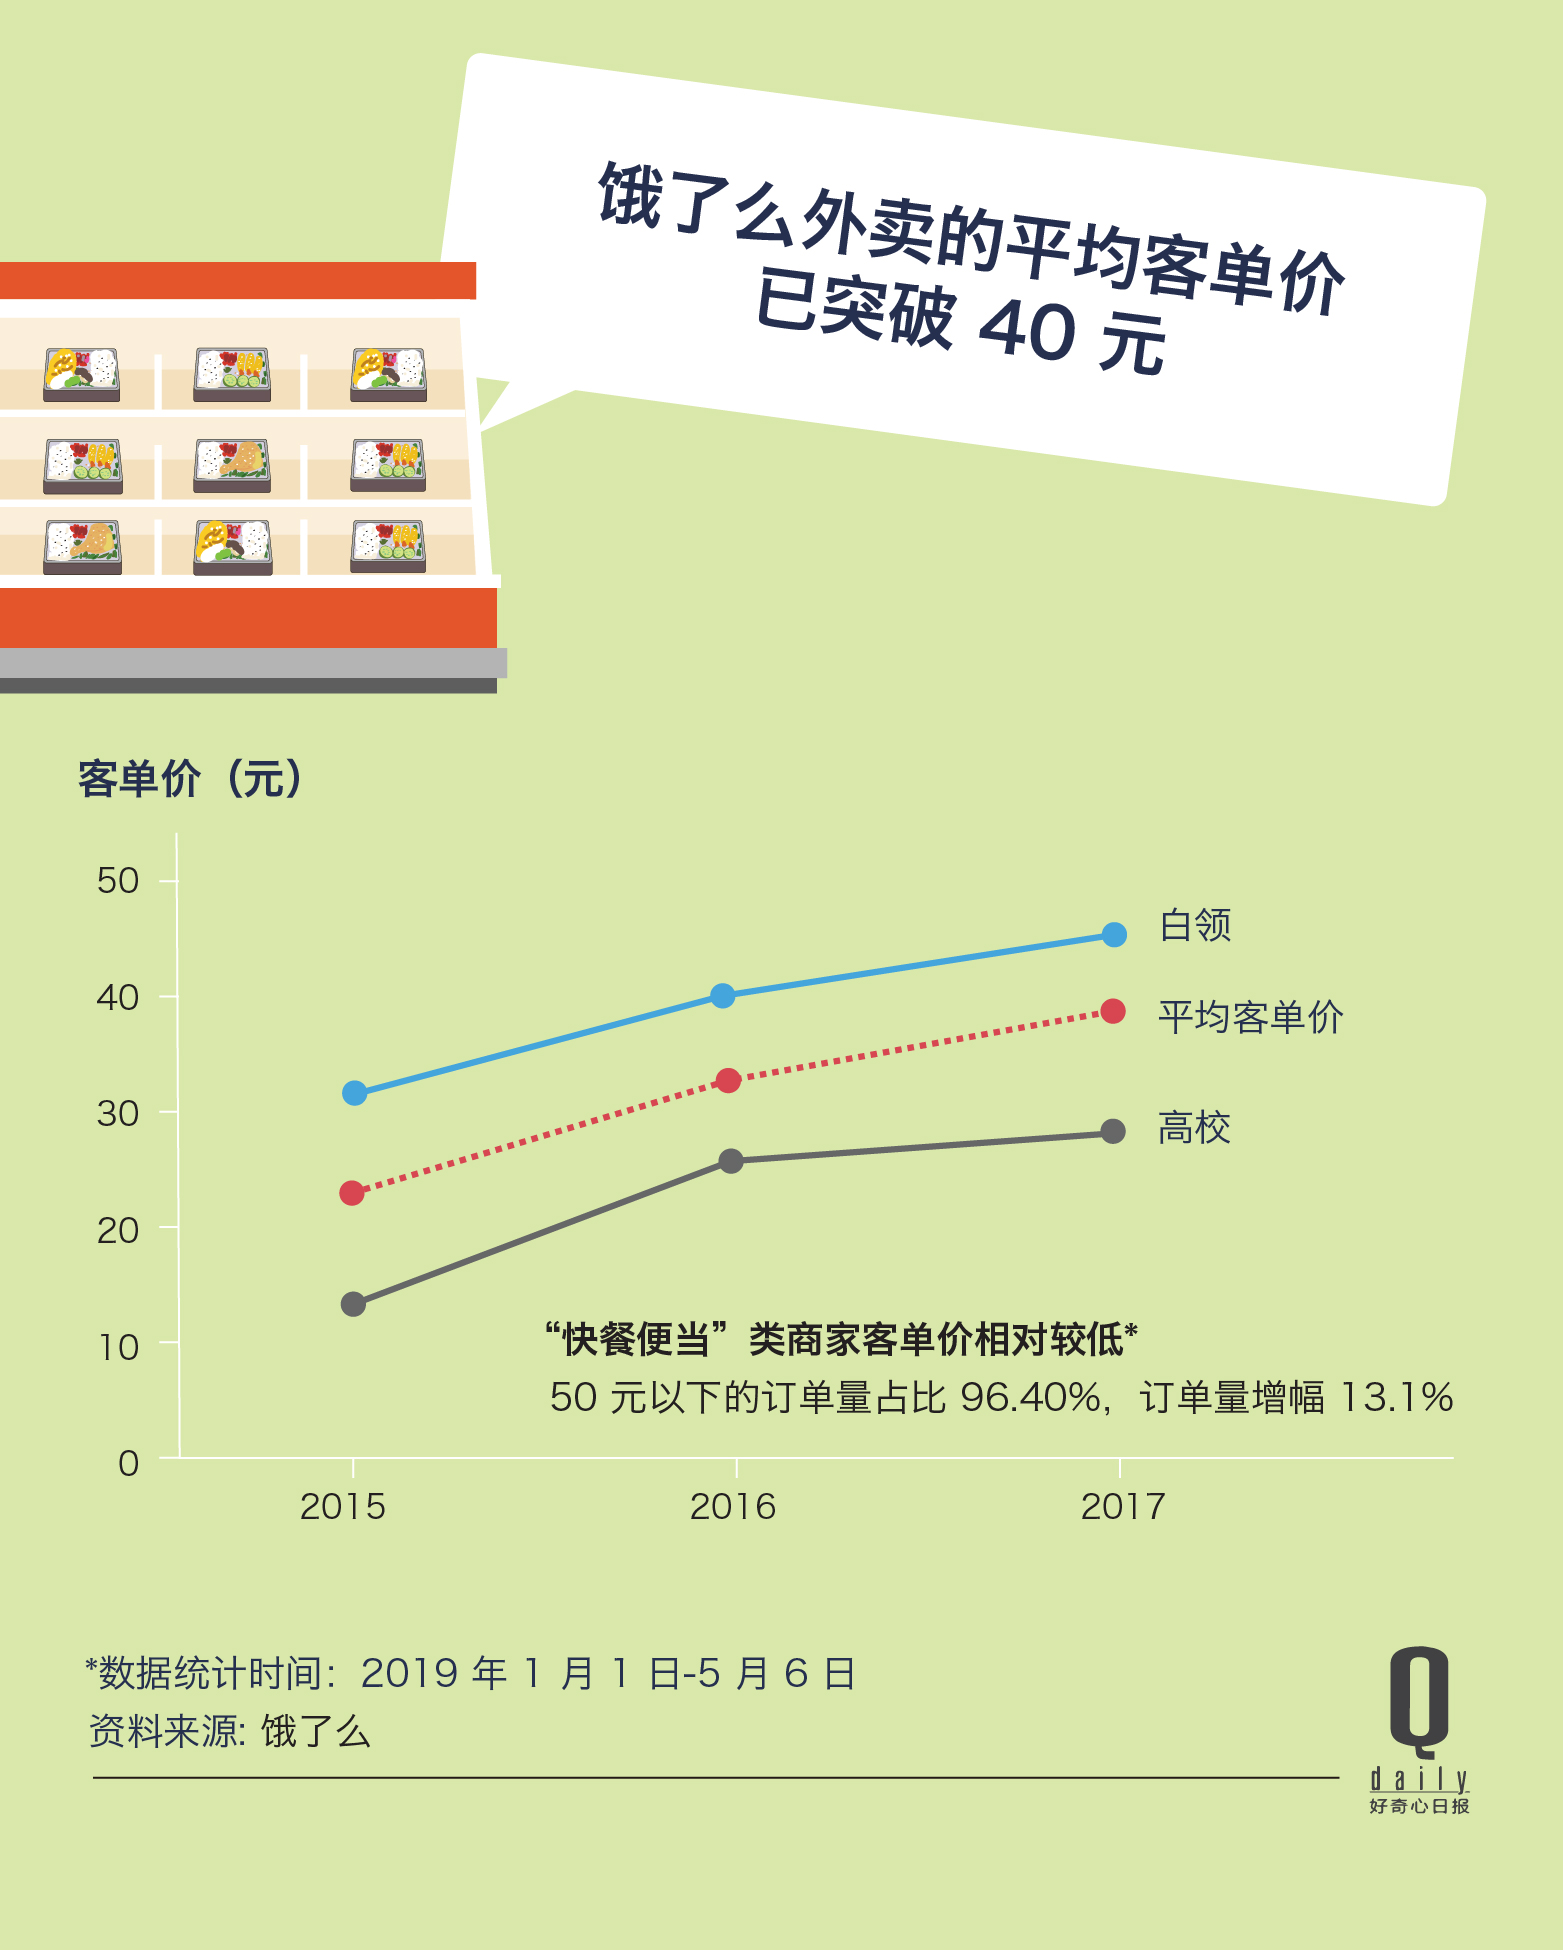 饿了么外卖的平均客单价
已突破 40 元
客单价（元）
50
40
30
20
10
0
白领
平均客单价
高校
“快餐便当”类商家客单价相对较低*
50 元以下的订单量占比 96.40%，订单量增幅 13.1%
2015
2016
2017
*数据统计时间：2019 年 1 月 1 日-5 月 6 日
资料来源: 饿了么
Q
daily
好奇心日报